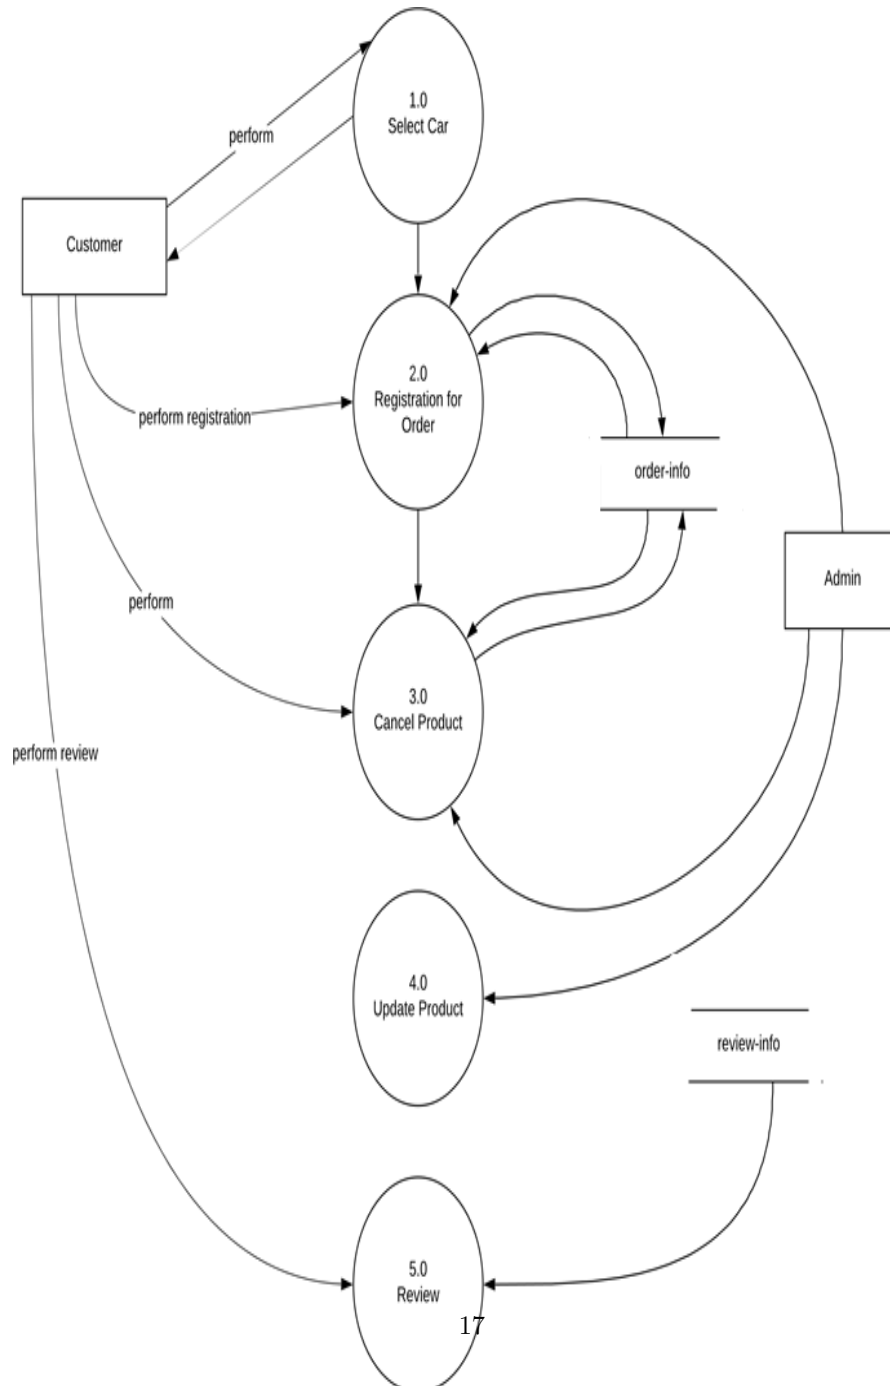 1.0
Select Car
perform
Customer
2.0
Registration for
Order
perform registration
order-info
Admin
perform
3.0
Cancel Product
perform review
4.0
Update Product
review-info
5.0
Review
17